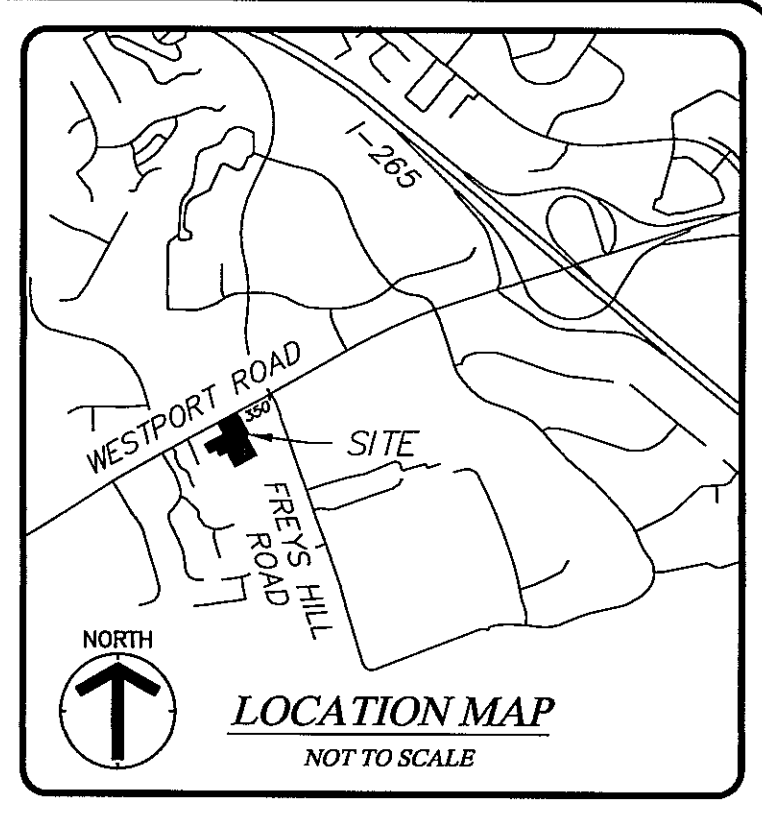 I-265
WESTPORT ROAD
350'
SITE
FREYS HILL
ROAD
NORTH
LOCATION MAP
NOT TO SCALE